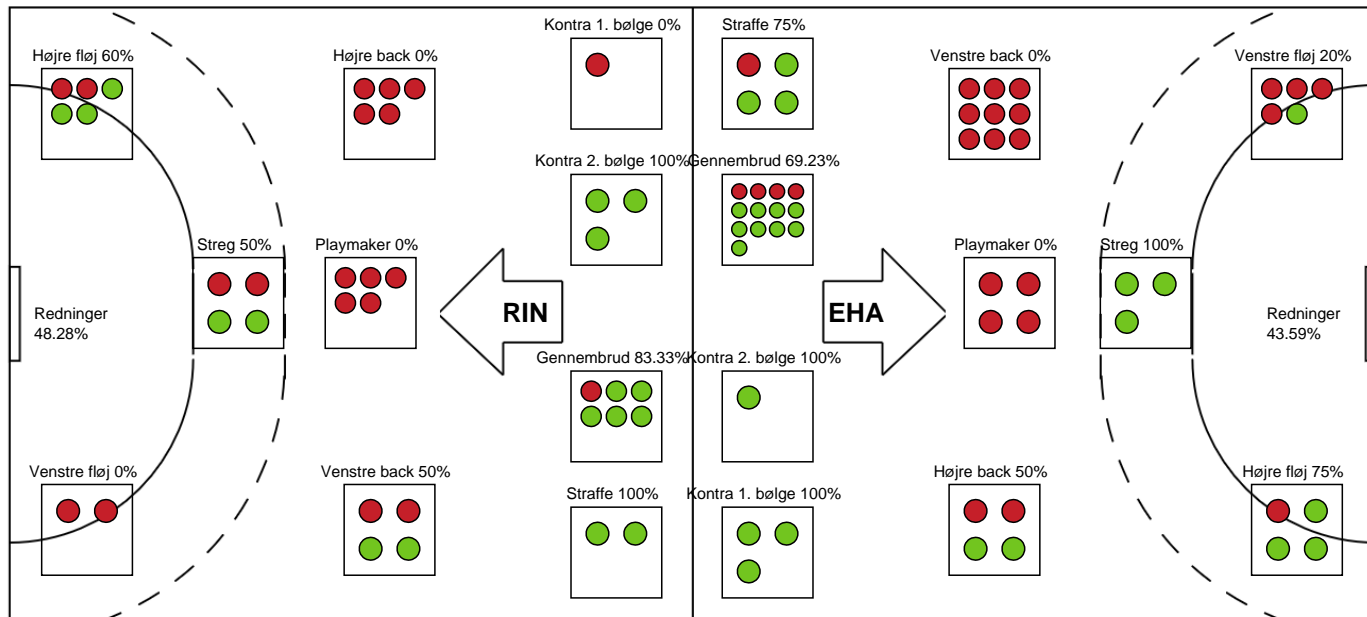 Kontra 1. bølge 0%
Straffe 75%
Højre fløj 60%
Højre back 0%
Venstre back 0%
Venstre fløj 20%
Kontra 2. bølge 100%
Gennembrud 69.23%
Streg 50%
Playmaker 0%
Playmaker 0%
Streg 100%
Redninger
48.28%
RIN
EHA
Redninger
43.59%
Gennembrud 83.33%
Kontra 2. bølge 100%
Venstre fløj 0%
Venstre back 50%
Straffe 100%
Kontra 1. bølge 100%
Højre back 50%
Højre fløj 75%